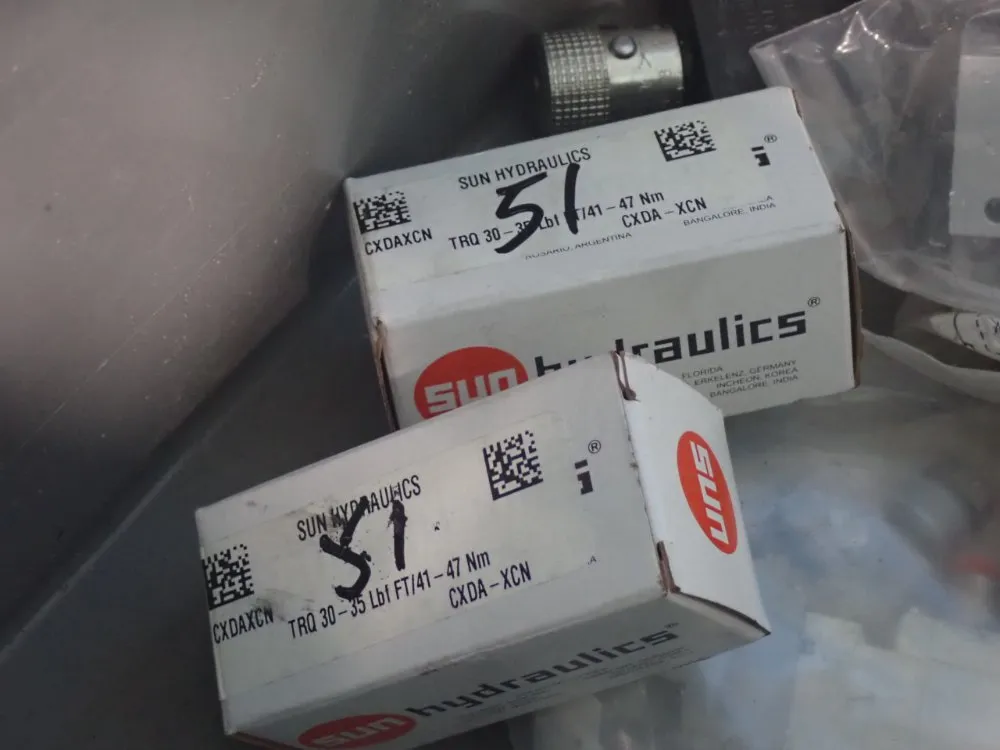 SUN HYDRAULICS
51
CXDAXCN
TRQ 30-35 Lbf FT/41-47 Nm
CXDA-XCN
ROSARIO, ARGENTINA
BANGALORE, INDIA
sun hydraulics®
FLORIDA
ERKELENZ, GERMANY
INCHEON, KOREA
BANGALORE, INDIA
SUN HYDRAULICS
51
CXDAXCN
TRQ 30-35 Lbf FT/41-47 Nm
CXDA-XCN
sun
sun hydraulics®